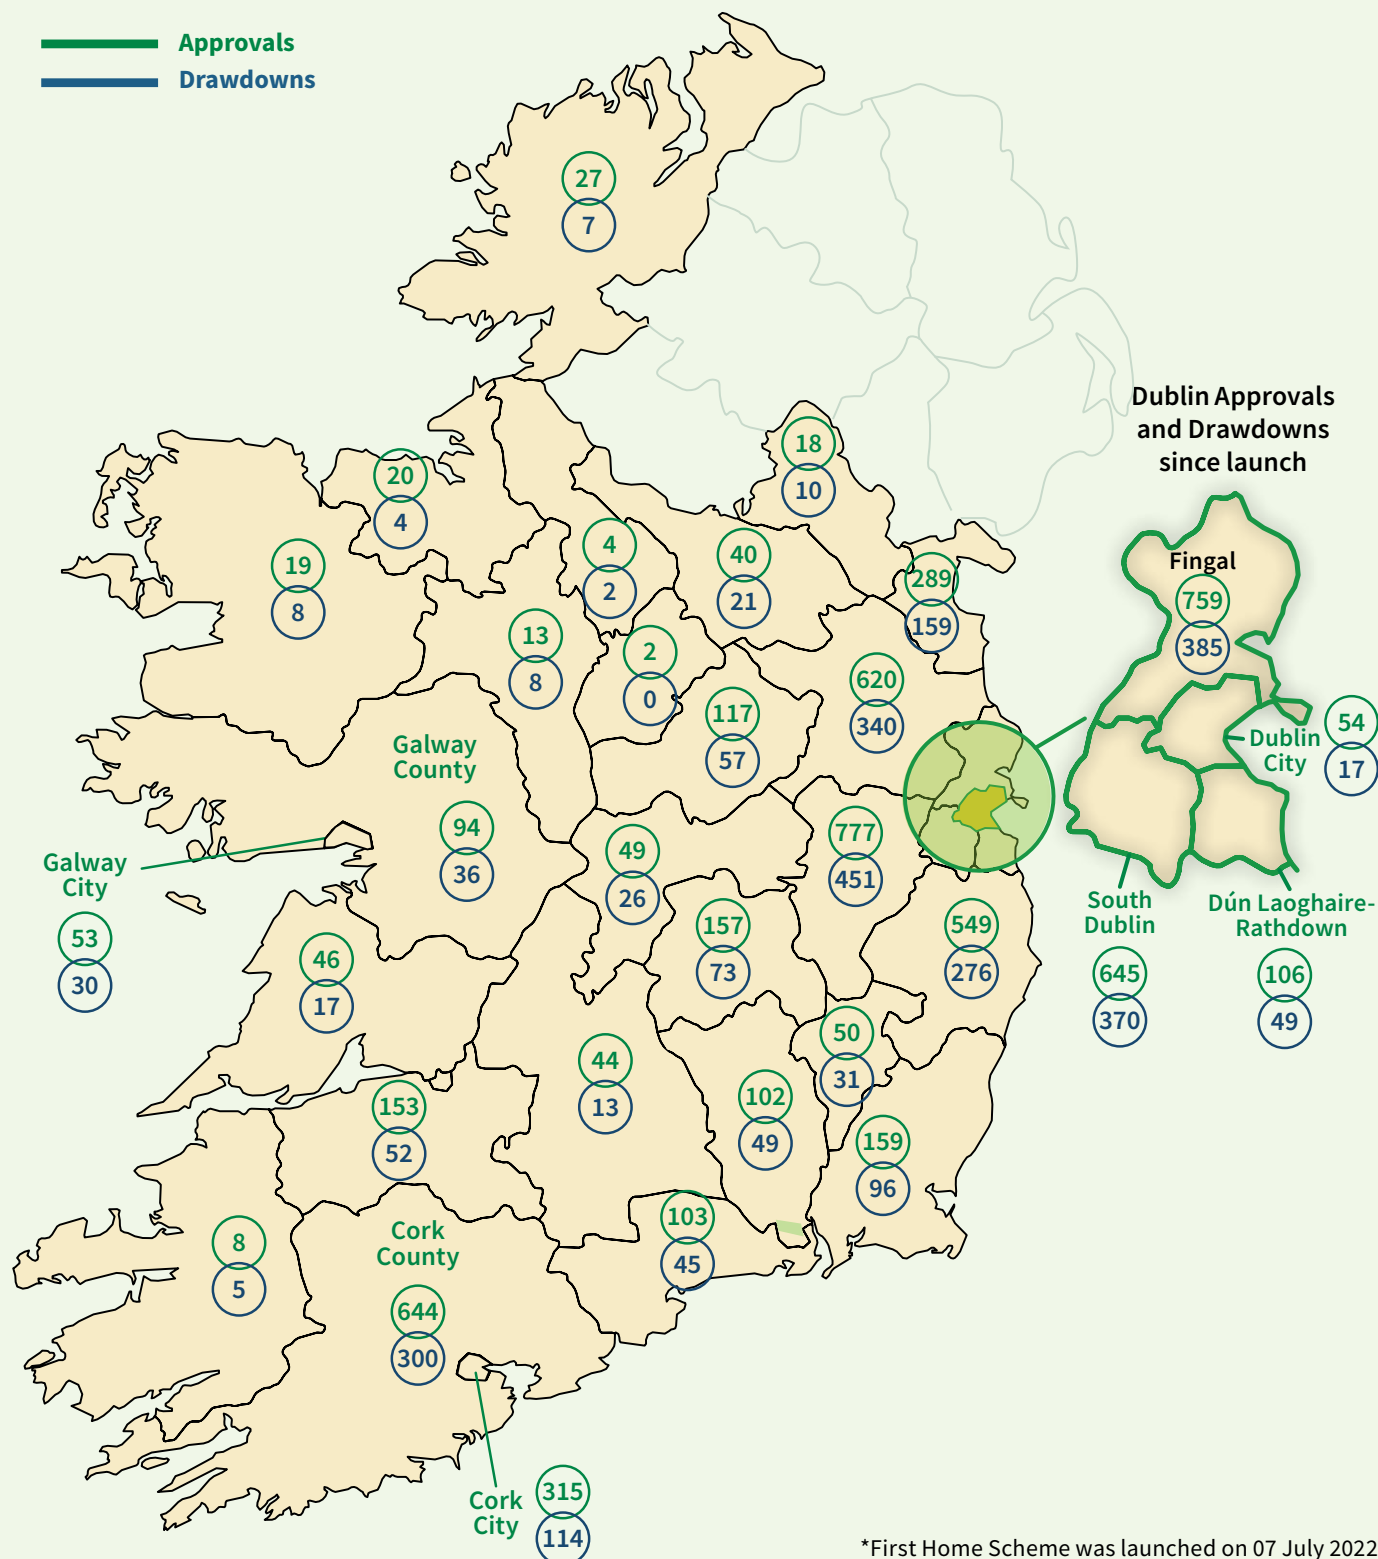 Approvals
Drawdowns
27
7
Dublin Approvals
and Drawdowns
since launch
18
10
20
4
4
2
40
21
19
8
289
159
Fingal
759
385
13
8
2
0
620
340
117
57
Galway
County
94
36
Dublin
City
54
17
777
451
49
26
Galway
City
53
30
157
73
549
276
South
Dublin
645
370
Dún Laoghaire-
Rathdown
106
49
46
17
50
31
44
13
102
49
153
52
159
96
103
45
8
5
Cork
County
644
300
Cork
City
315
114
*First Home Scheme was launched on 07 July 2022